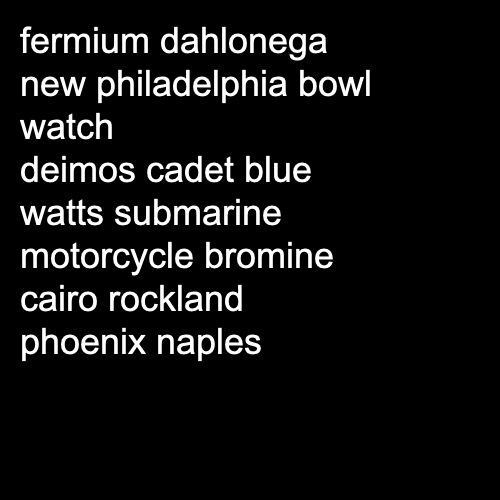 fermium dahlonega
new philadelphia bowl
watch
deimos cadet blue
watts submarine
motorcycle bromine
cairo rockland
phoenix naples